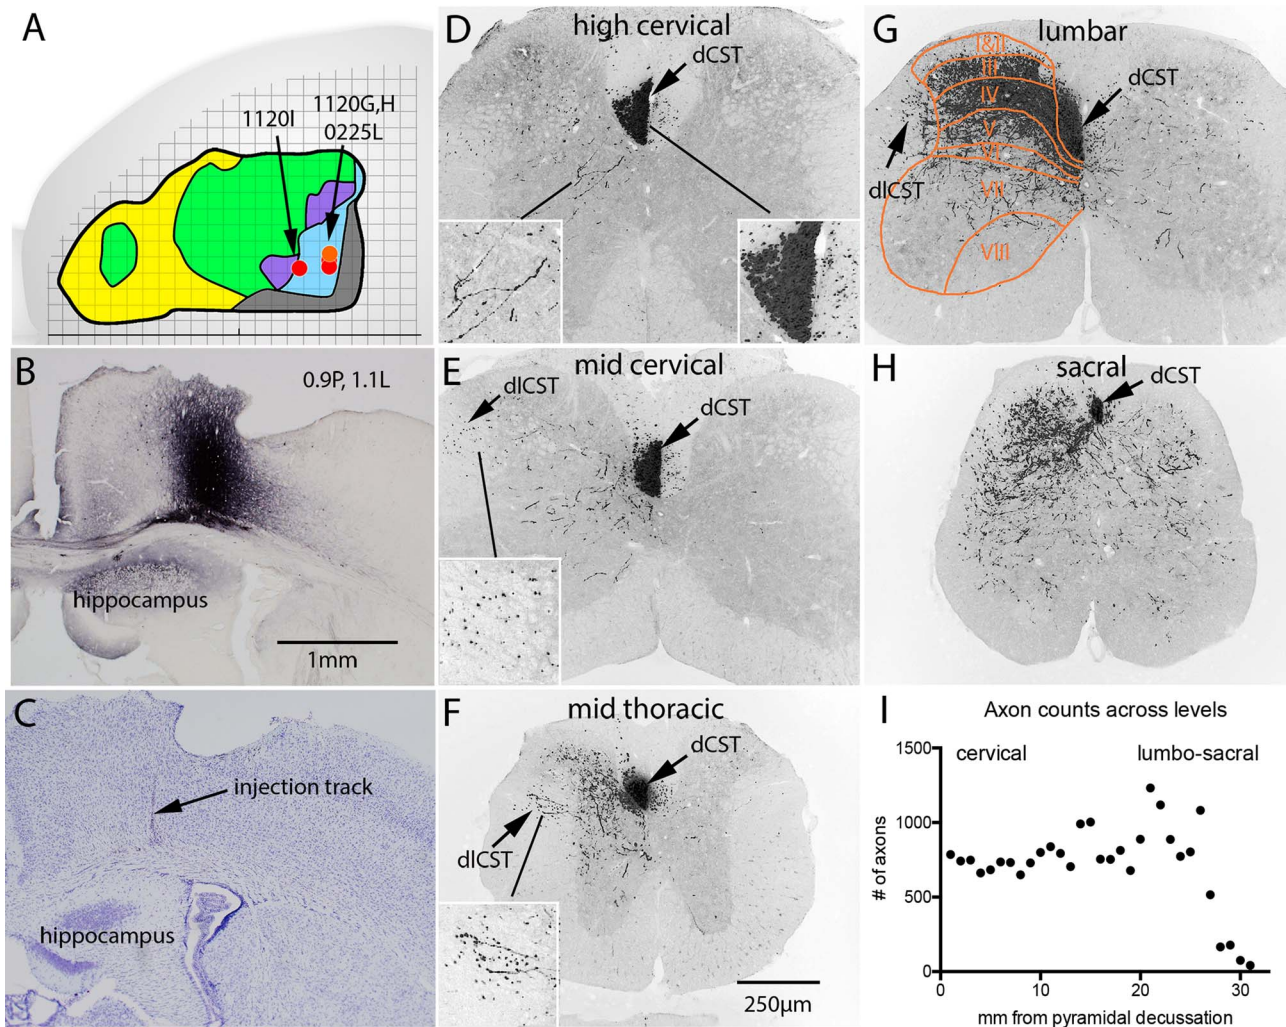 A
1120I
1120G,H
0225L
B
0.9P, 1.1L
hippocampus
1mm
C
injection track
hippocampus
D
high cervical
dCST
E
mid cervical
dlCST
dCST
F
mid thoracic
dCST
dlCST
250µm
G
lumbar
I&II
III
IV
V
VI
VII
VIII
dCST
dlCST
H
sacral
dCST
I
Axon counts across levels
cervical
lumbo-sacral
# of axons
1500
1000
500
0
0
10
20
30
mm from pyramidal decussation